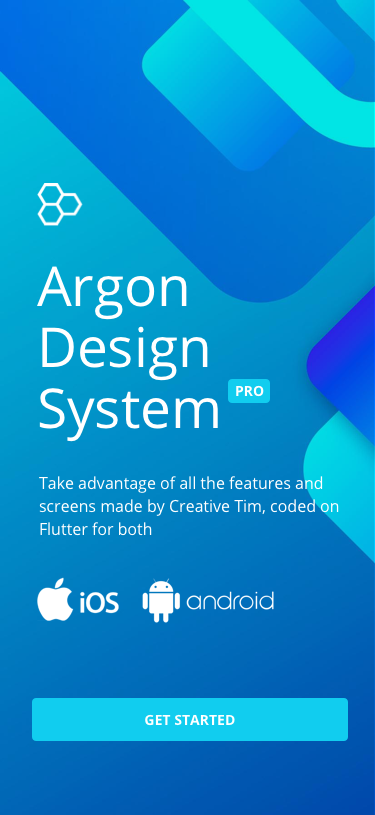 Argon
Design
System PRO
Take advantage of all the features and
screens made by Creative Tim, coded on
Flutter for both
iOS android
GET STARTED